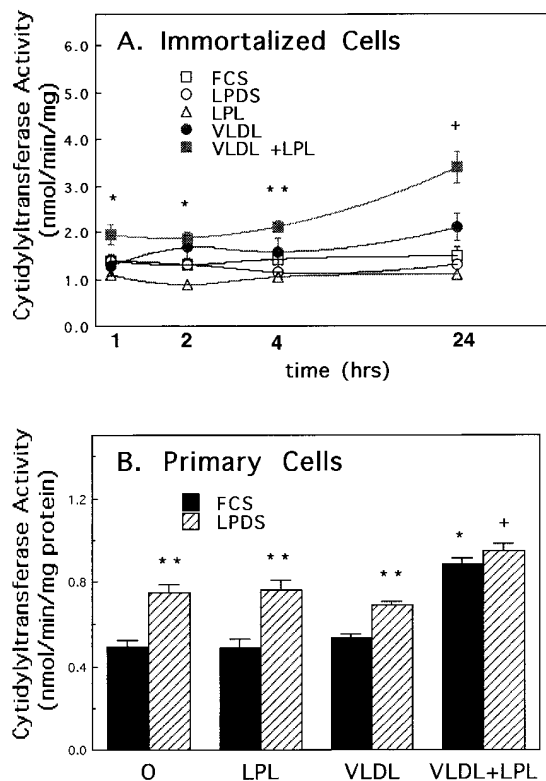 A. Immortalized Cells
Cytidylyltransferase Activity
(nmol/min/mg)
6.0
5.0
4.0
3.0
2.0
1.0
0.0
FCS
LPDS
LPL
VLDL
VLDL +LPL
*
*
**
+
1 2 4 24
time (hrs)
B. Primary Cells
Cytidylyltransferase Activity
(nmol/min/mg protein)
1.2
0.8
0.4
0.0
FCS
LPDS
**
**
**
*
+
O LPL VLDL VLDL+LPL